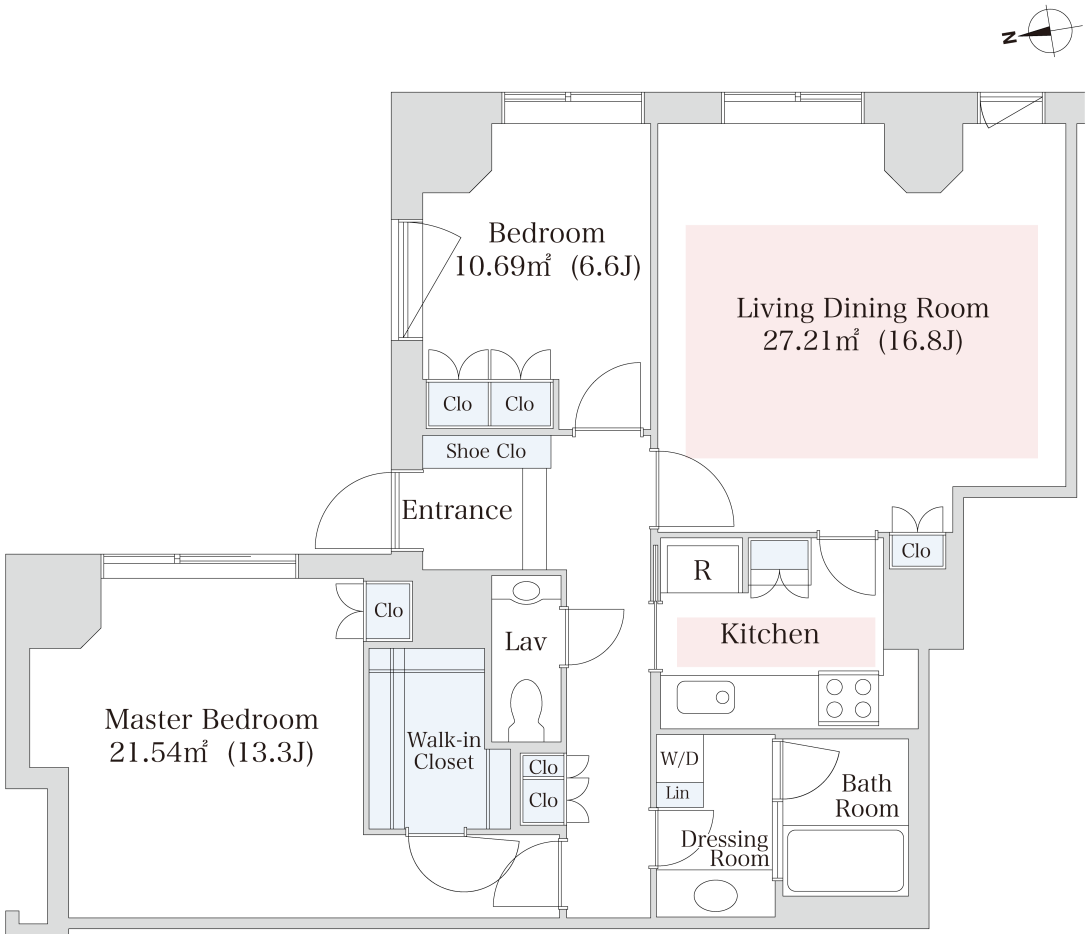 N
Bedroom
10.69㎡ (6.6J)
Living Dining Room
27.21㎡ (16.8J)
Clo
Clo
Shoe Clo
Entrance
Clo
R
Clo
Kitchen
Lav
Master Bedroom
21.54㎡ (13.3J)
Walk-in
Closet
Clo
Clo
W/D
Lin
Bath
Room
Dressing
Room